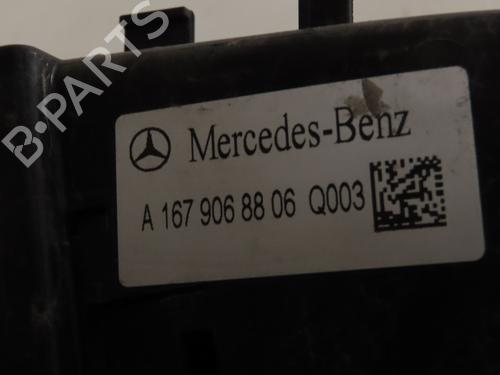 B-PARTS
Mercedes-Benz
A 167 906 88 06 Q003